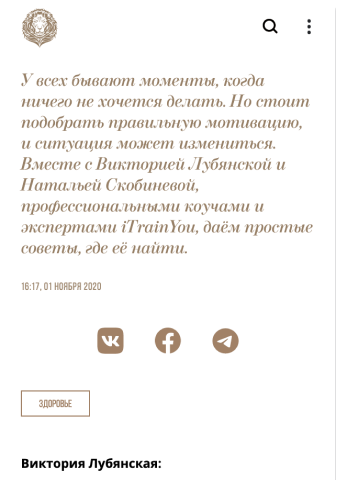 У всех бывают моменты, когда
ничего не хочется делать. Но стоит
подобрать правильную мотивацию,
и ситуация может измениться.
Вместе с Викторией Лубянской и
Натальей Скобиневой,
профессиональными коучами и
экспертами iTrainYou, даём простые
советы, где её найти.
16:17, 01 НОЯБРЯ 2020
ЗДОРОВЬЕ
Виктория Лубянская: